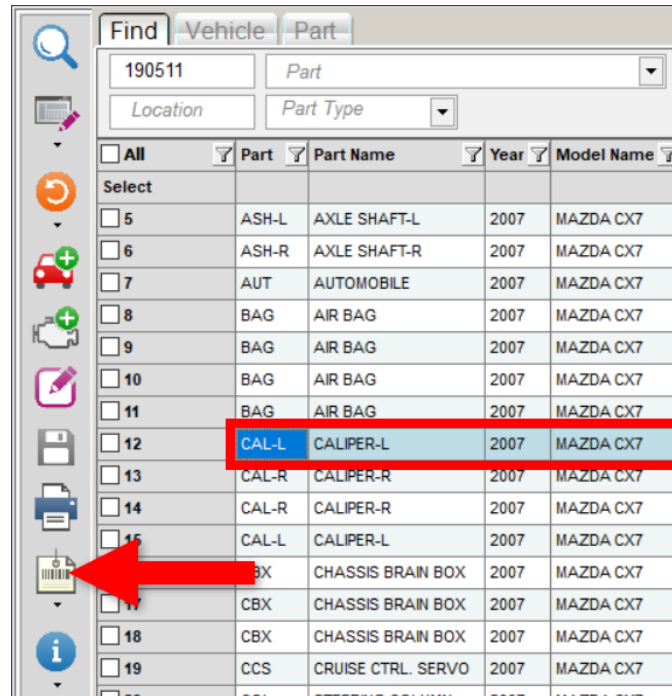 Find Vehicle Part
190511 Part
Location Part Type
All Part Part Name Year Model Name
Select
5 ASH-L AXLE SHAFT-L 2007 MAZDA CX7
6 ASH-R AXLE SHAFT-R 2007 MAZDA CX7
7 AUT AUTOMOBILE 2007 MAZDA CX7
8 BAG AIR BAG 2007 MAZDA CX7
9 BAG AIR BAG 2007 MAZDA CX7
10 BAG AIR BAG 2007 MAZDA CX7
11 BAG AIR BAG 2007 MAZDA CX7
12 CAL-L CALIPER-L 2007 MAZDA CX7
13 CAL-R CALIPER-R 2007 MAZDA CX7
14 CAL-R CALIPER-R 2007 MAZDA CX7
15 CAL-L CALIPER-L 2007 MAZDA CX7
CHASSIS BRAIN BOX 2007 MAZDA CX7
17 CBX CHASSIS BRAIN BOX 2007 MAZDA CX7
18 CBX CHASSIS BRAIN BOX 2007 MAZDA CX7
19 CCS CRUISE CTRL. SERVO 2007 MAZDA CX7